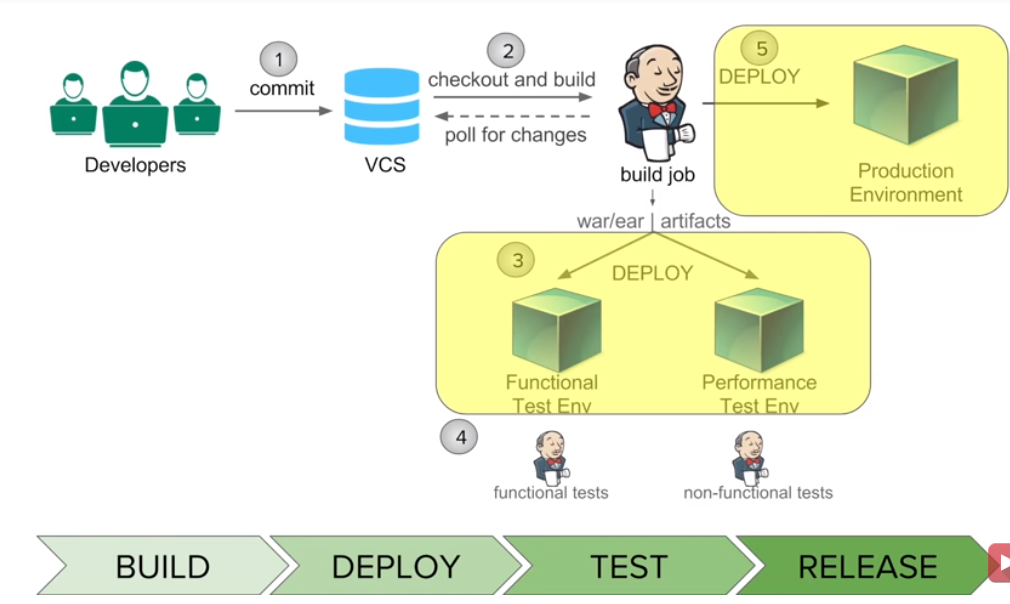 1
commit
Developers
VCS
2
checkout and build
poll for changes
build job
5
DEPLOY
Production
Environment
war/ear | artifacts
3
DEPLOY
Functional
Test Env
Performance
Test Env
4
functional tests
non-functional tests
BUILD
DEPLOY
TEST
RELEASE